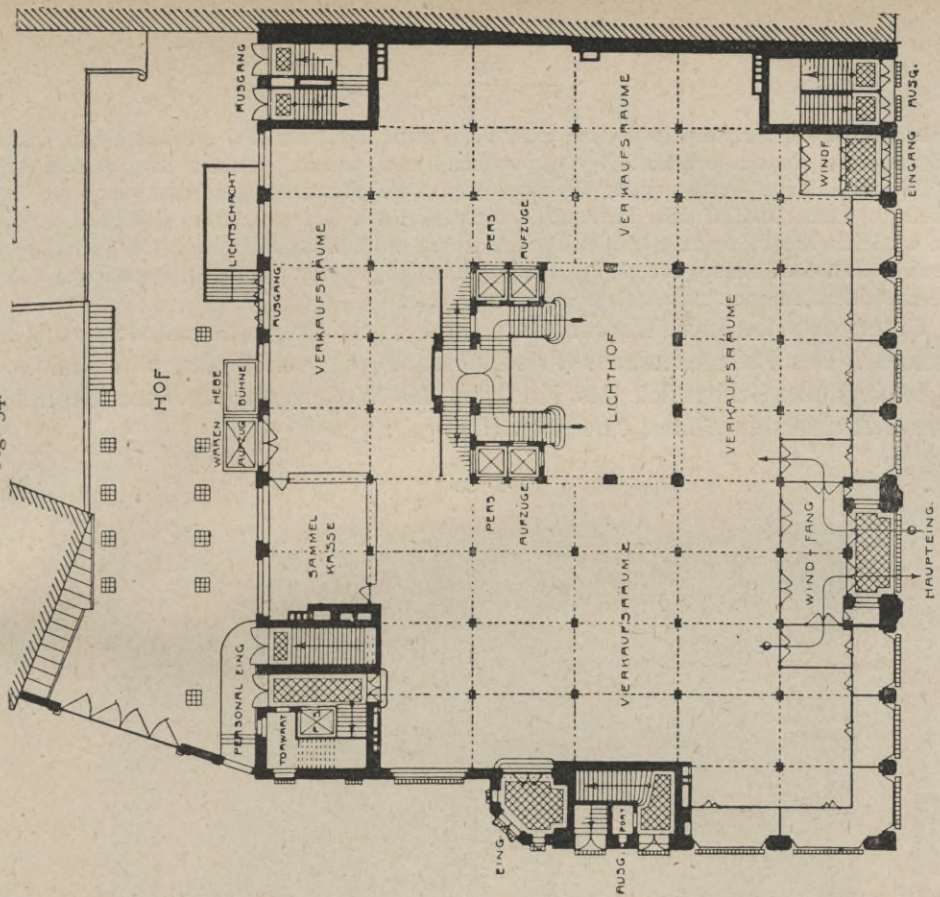 AUSGANG
LICHTSCHACHT
AUSGANG.
VERKAUFSRÄUME
HOF
HEBE
BÜHNE
WAREN
AUFZUG
SAMMEL
KASSE
PERSONAL EING
TORWART
PERS
AUFZÜGE
PERS
AUFZÜGE
LICHTHOF
VERKAUFSRÄUME
VERKAUFSRÄUME
VERKAUFSRÄUME
WINDF
EINGANG
AUSG.
WIND-FANG
HAUPTEING.
EING
AUSG.
PORT